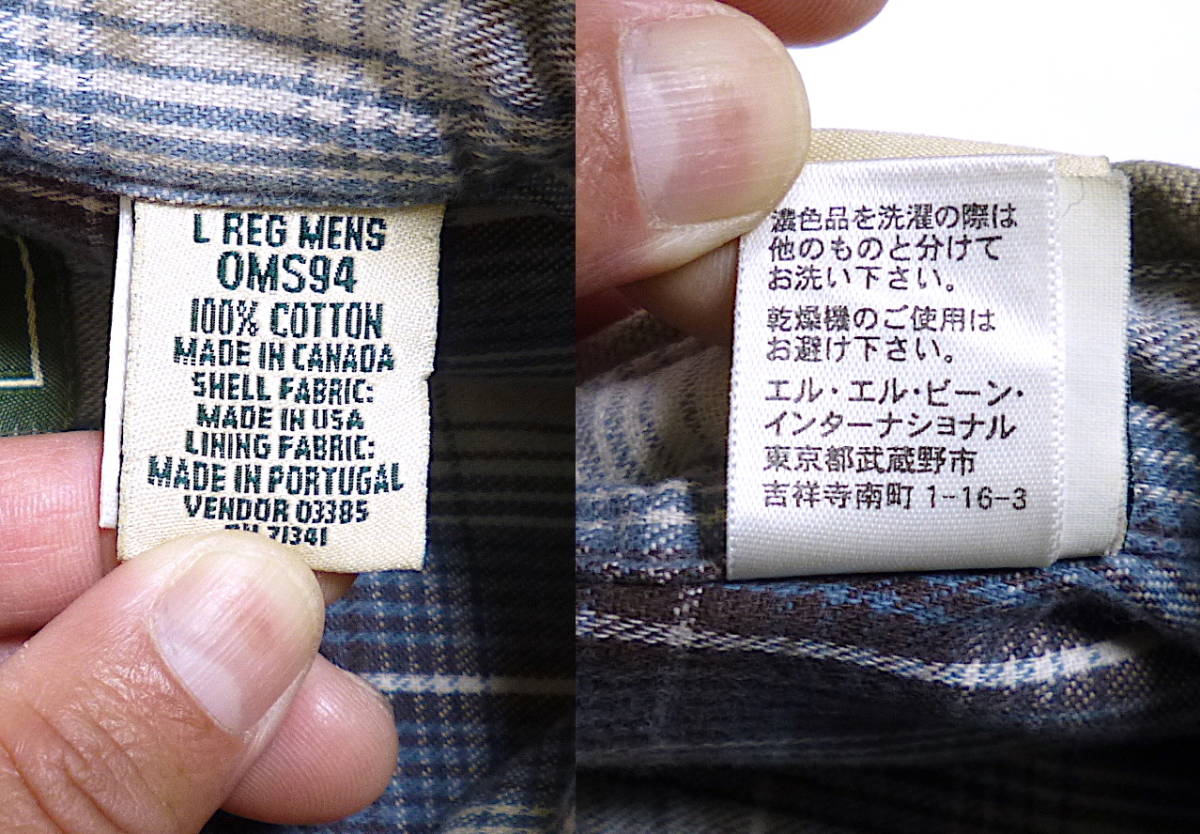 L REG MENS
OMS94
100% COTTON
MADE IN CANADA
SHELL FABRIC:
MADE IN USA
LINING FABRIC:
MADE IN PORTUGAL
VENDOR 03385
71341
濃色品を洗濯の際は
他のものと分けて
お洗い下さい。
乾燥機のご使用は
お避け下さい。
エル・エル・ビーン・
インターナショナル
東京都武蔵野市
吉祥寺南町 1-16-3